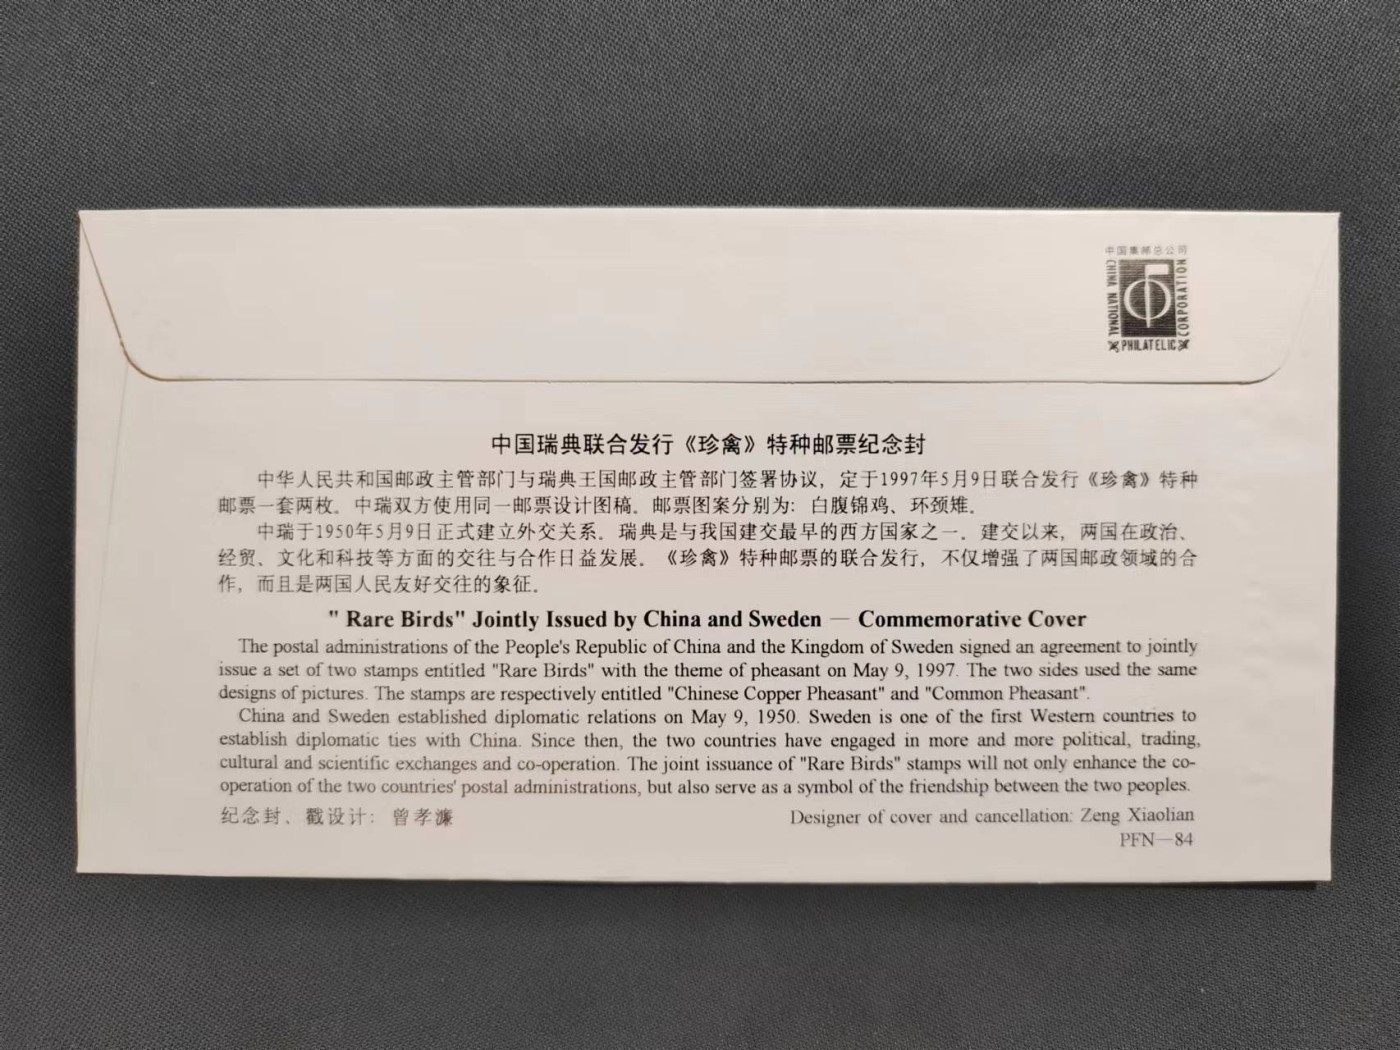 中国集邮总公司
CHINA NATIONAL
PHILATELIC
CORPORATION
中国瑞典联合发行《珍禽》特种邮票纪念封
中华人民共和国邮政主管部门与瑞典王国邮政主管部门签署协议，定于1997年5月9日联合发行《珍禽》特种
邮票一套两枚。中瑞双方使用同一邮票设计图稿。邮票图案分别为：白腹锦鸡、环颈雉。
中瑞于1950年5月9日正式建立外交关系。瑞典是与我国建交最早的西方国家之一。建交以来，两国在政治、
经贸、文化和科技等方面的交往与合作日益发展。《珍禽》特种邮票的联合发行，不仅增强了两国邮政领域的合
作，而且是两国人民友好交往的象征。
" Rare Birds" Jointly Issued by China and Sweden — Commemorative Cover
The postal administrations of the People's Republic of China and the Kingdom of Sweden signed an agreement to jointly
issue a set of two stamps entitled "Rare Birds" with the theme of pheasant on May 9, 1997. The two sides used the same
designs of pictures. The stamps are respectively entitled "Chinese Copper Pheasant" and "Common Pheasant".
China and Sweden established diplomatic relations on May 9, 1950. Sweden is one of the first Western countries to
establish diplomatic ties with China. Since then, the two countries have engaged in more and more political, trading,
cultural and scientific exchanges and co-operation. The joint issuance of "Rare Birds" stamps will not only enhance the co-
operation of the two countries' postal administrations, but also serve as a symbol of the friendship between the two peoples.
纪念封、戳设计：曾孝濂
Designer of cover and cancellation: Zeng Xiaolian
PFN—84